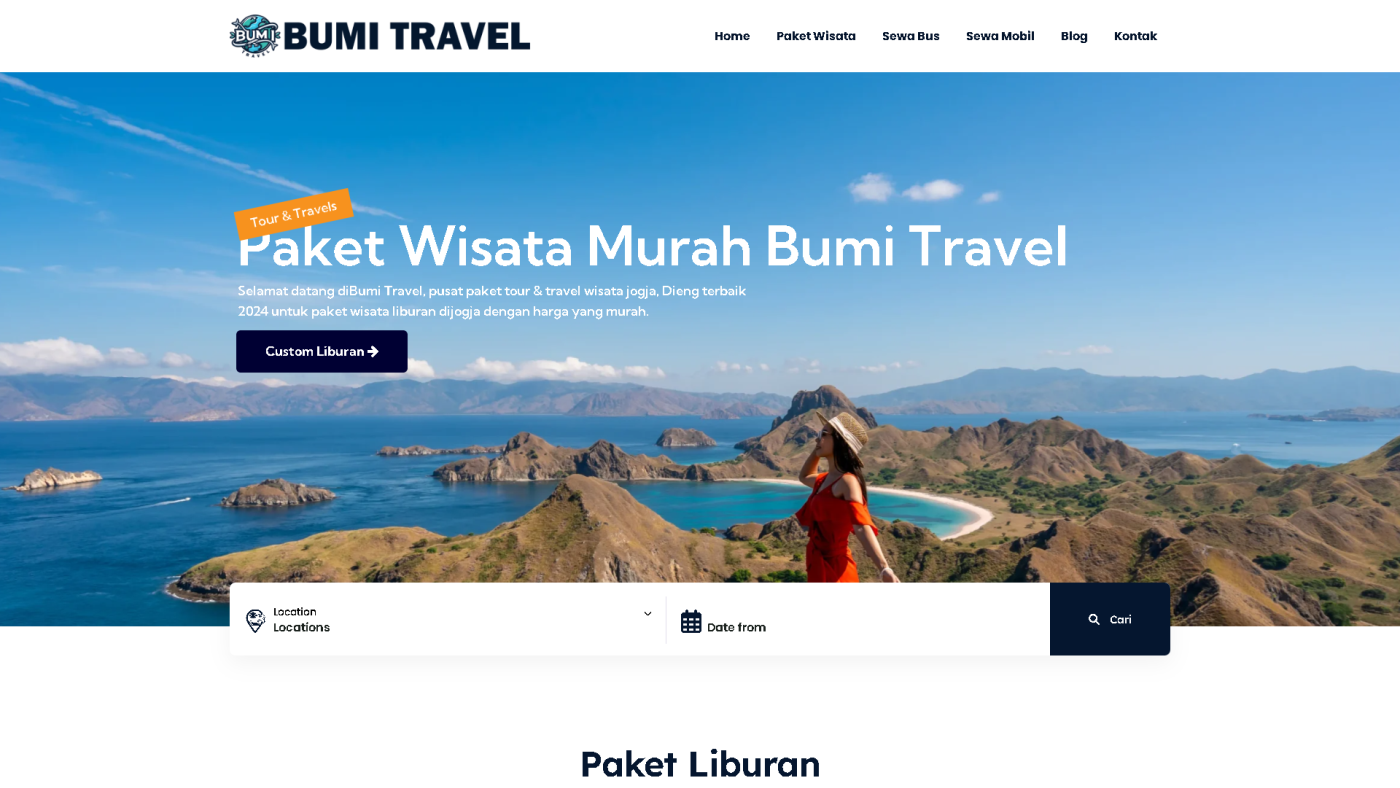 BUMI TRAVEL
BUMI TRAVEL
Home
Paket Wisata
Sewa Bus
Sewa Mobil
Blog
Kontak
Tour & Travels
Paket Wisata Murah Bumi Travel
Selamat datang diBumi Travel, pusat paket tour & travel wisata jogja, Dieng terbaik
2024 untuk paket wisata liburan dijogja dengan harga yang murah.
Custom Liburan
Location
Locations
Date from
Cari
Paket Liburan